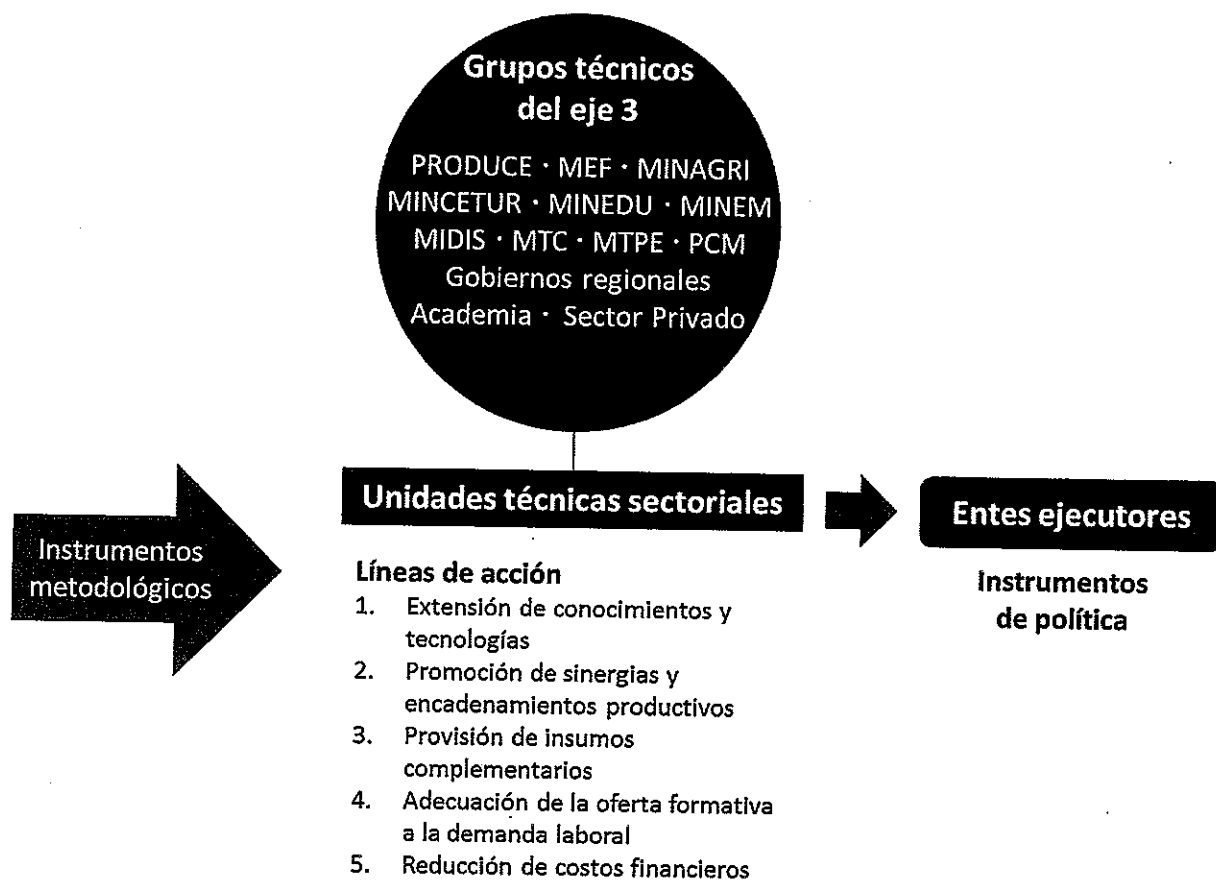 Grupos técnicos
del eje 3
PRODUCE · MEF · MINAGRI
MINCETUR · MINEDU · MINEM
MIDIS · MTC · MTPE · PCM
Gobiernos regionales
Academia · Sector Privado
Instrumentos
metodológicos
Unidades técnicas sectoriales
Líneas de acción
1. Extensión de conocimientos y
tecnologías
2. Promoción de sinergias y
encadenamientos productivos
3. Provisión de insumos
complementarios
4. Adecuación de la oferta formativa
a la demanda laboral
5. Reducción de costos financieros
Entes ejecutores
Instrumentos
de política